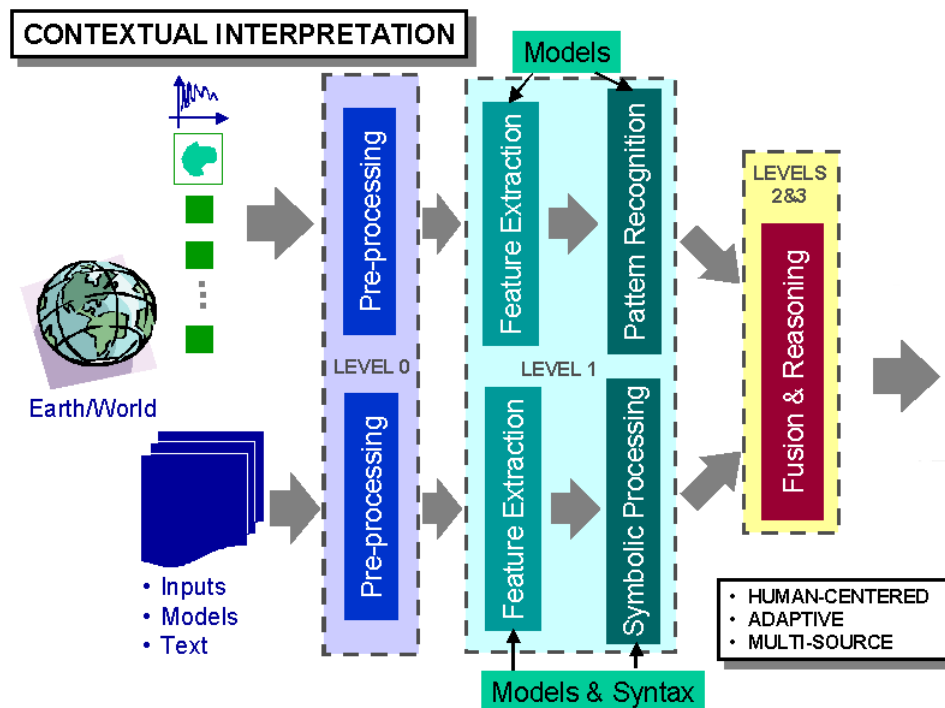 CONTEXTUAL INTERPRETATION
Models
Pre-processing
Feature Extraction
Pattern Recognition
LEVELS
2&3
Fusion & Reasoning
LEVEL 0
LEVEL 1
Earth/World
Pre-processing
Feature Extraction
Symbolic Processing
• Inputs
• Models
• Text
• HUMAN-CENTERED
• ADAPTIVE
• MULTI-SOURCE
Models & Syntax